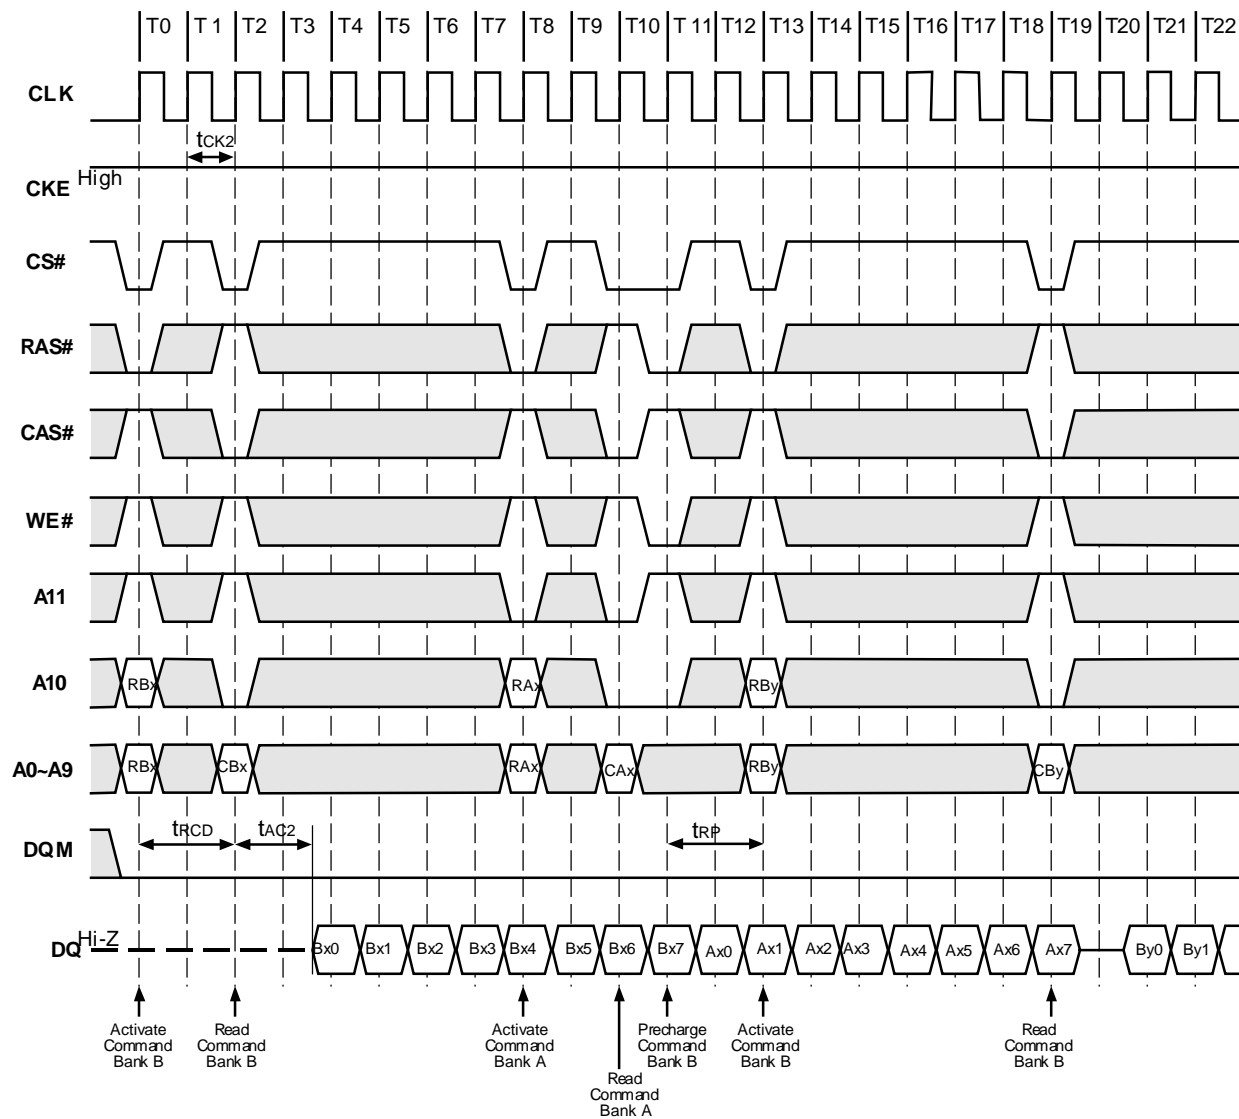 T0 T 1 T2 T3 T4 T5 T6 T7 T8 T9 T10 T 11 T12 T13 T14 T15 T16 T17 T18 T19 T20 T21 T22
CLK
tCK2
CKE High
CS#
RAS#
CAS#
WE#
A11
A10 RBx RAx RBy
A0~A9 RBx CBx RAx CAx RBy CBy
DQM tRCD tAC2 tRP
DQ Hi-Z Bx0 Bx1 Bx2 Bx3 Bx4 Bx5 Bx6 Bx7 Ax0 Ax1 Ax2 Ax3 Ax4 Ax5 Ax6 Ax7 By0 By1
Activate Command Bank B
Read Command Bank B
Activate Command Bank A
Read Command Bank A
Precharge Command Bank B
Activate Command Bank B
Read Command Bank B